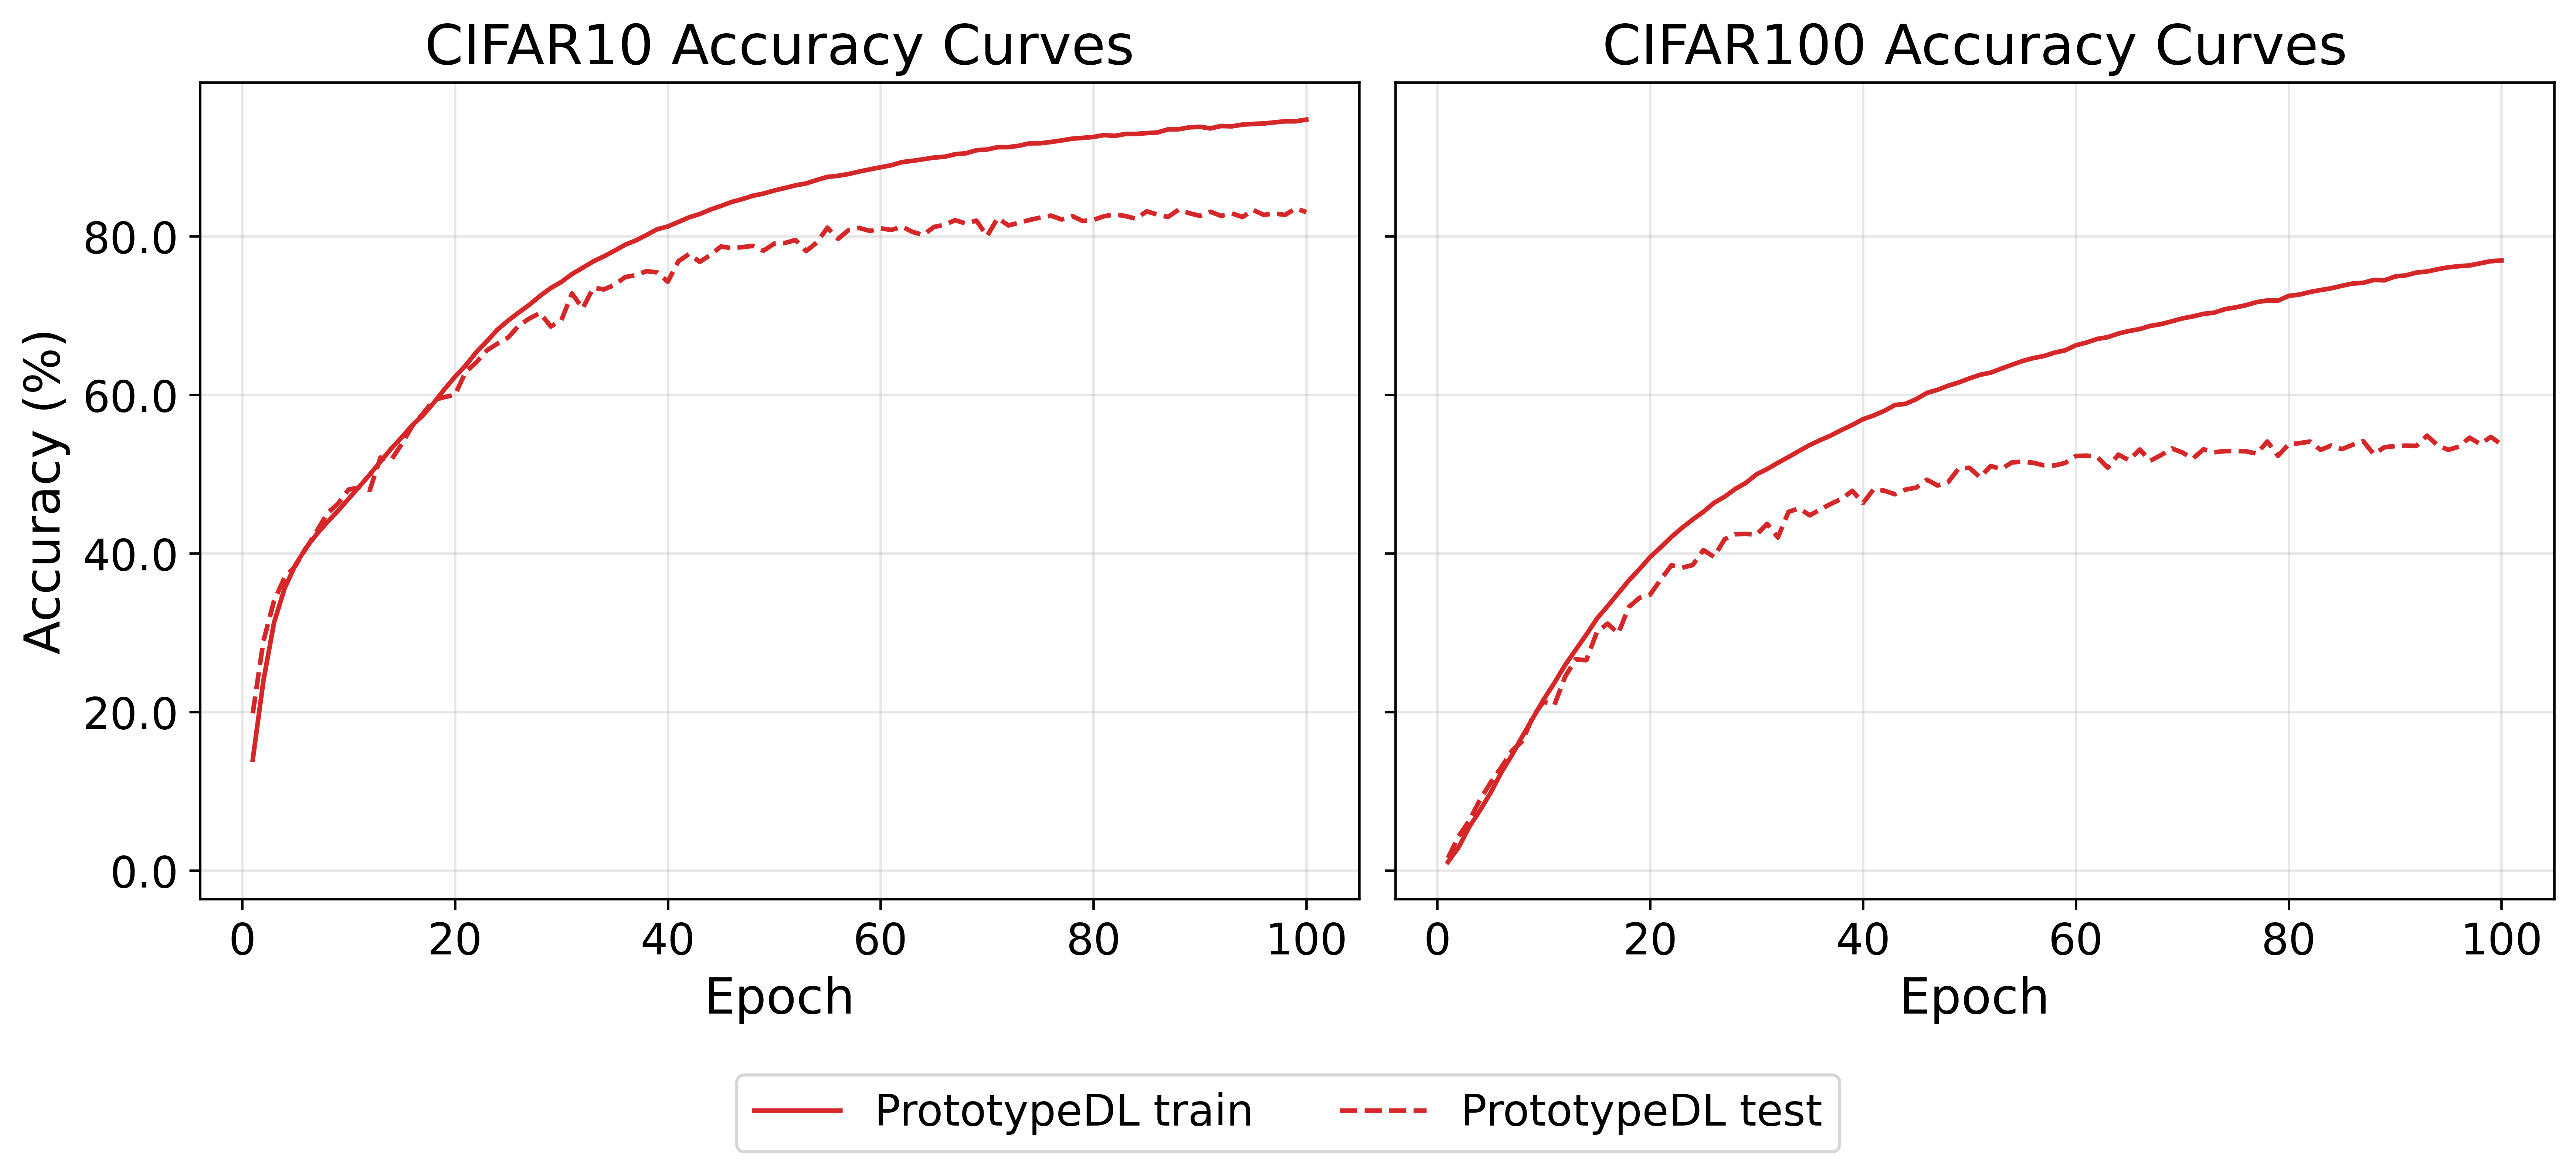 CIFAR10 Accuracy Curves
CIFAR100 Accuracy Curves
Accuracy (%)
80.0
60.0
40.0
20.0
0.0
0 20 40 60 80 100
0 20 40 60 80 100
Epoch
Epoch
PrototypeDL train
PrototypeDL test